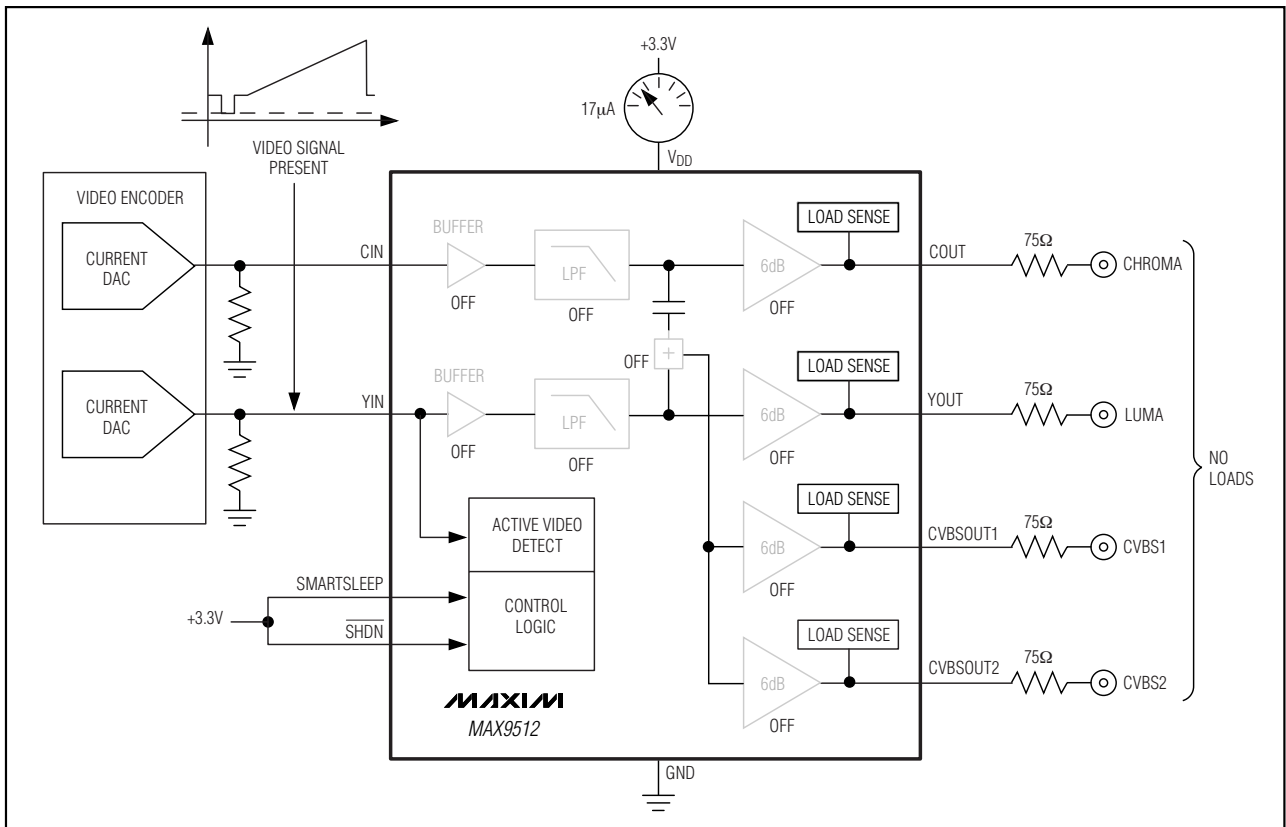 +3.3V
17µA
VDD
VIDEO SIGNAL
PRESENT
VIDEO ENCODER
CURRENT
DAC
CIN
BUFFER
OFF
LPF
OFF
6dB
OFF
LOAD SENSE
COUT
75Ω
CHROMA
OFF
+
CURRENT
DAC
YIN
BUFFER
OFF
LPF
OFF
6dB
OFF
LOAD SENSE
YOUT
75Ω
LUMA
NO
LOADS
ACTIVE VIDEO
DETECT
6dB
OFF
LOAD SENSE
CVBSOUT1
75Ω
CVBS1
+3.3V
SMARTSLEEP
SHDN
CONTROL
LOGIC
6dB
OFF
LOAD SENSE
CVBSOUT2
75Ω
CVBS2
MAXIM
MAX9512
GND